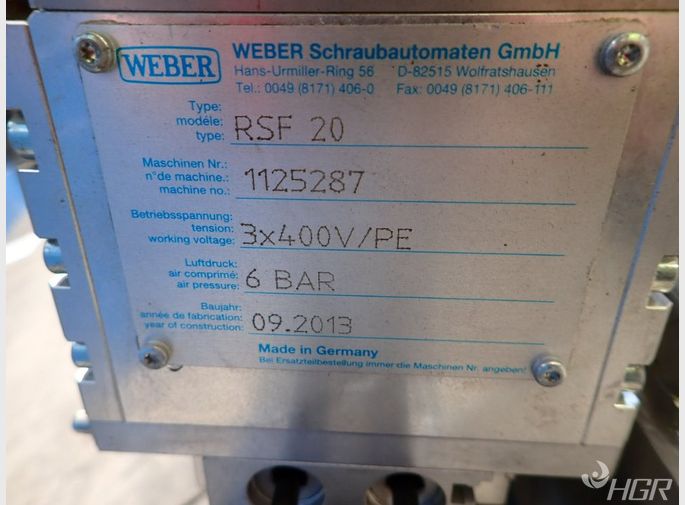 WEBER
WEBER Schraubautomaten GmbH
Hans-Urmiller-Ring 56 D-82515 Wolfratshausen
Tel.: 0049 (8171) 406-0 Fax: 0049 (8171) 406-111
Type:
modéle:
type: RSF 20
Maschinen Nr.:
n°de machine.:
machine no.: 1125287
Betriebsspannung:
tension:
working voltage: 3x400V/PE
Luftdruck:
air comprimé:
air pressure: 6 BAR
Baujahr:
année de fabrication:
year of construction: 09.2013
Made in Germany
Bei Ersatzteilbestellung immer die Maschinen Nr. angeben!
HGR